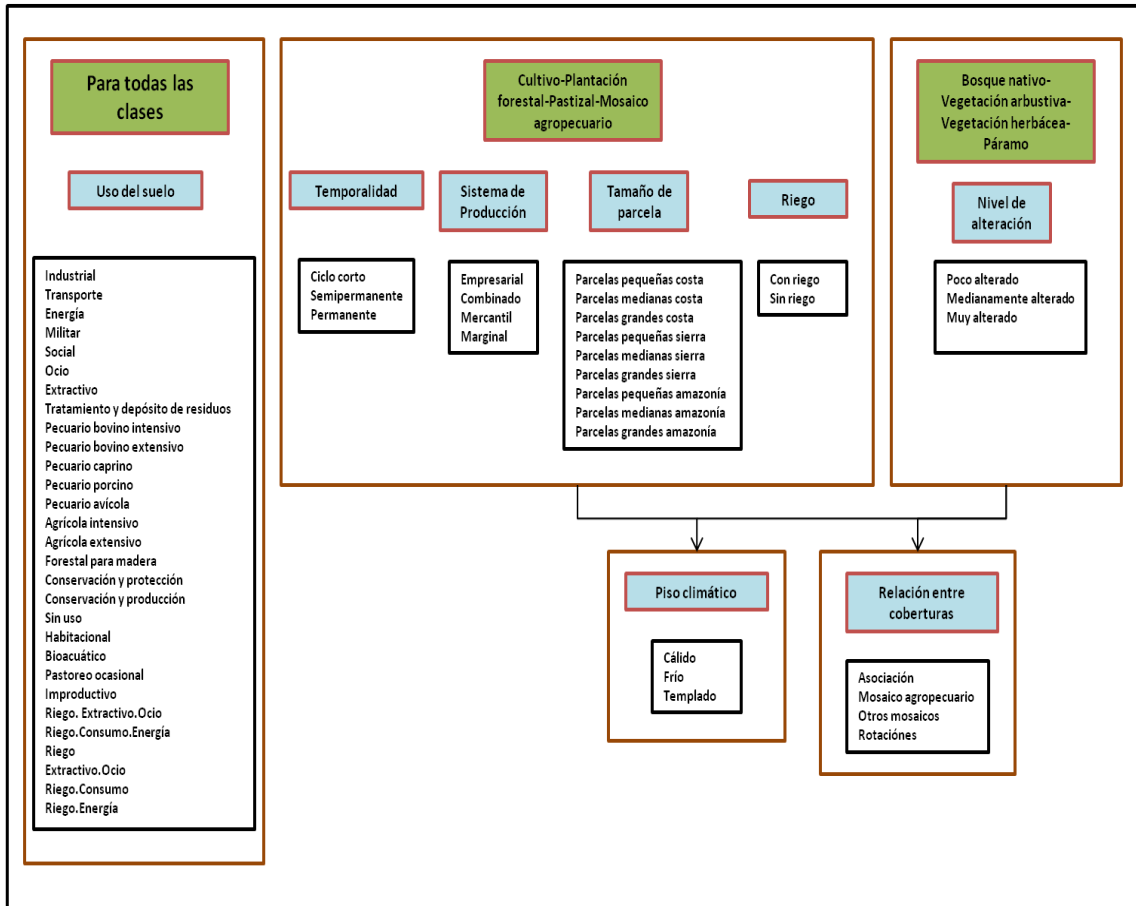 Para todas las
clases
Uso del suelo
Industrial
Transporte
Energía
Militar
Social
Ocio
Extractivo
Tratamiento y depósito de residuos
Pecuario bovino intensivo
Pecuario bovino extensivo
Pecuario caprino
Pecuario porcino
Pecuario avícola
Agrícola intensivo
Agrícola extensivo
Forestal para madera
Conservación y protección
Conservación y producción
Sin uso
Habitacional
Bioacuático
Pastoreo ocasional
Improductivo
Riego. Extractivo.Ocio
Riego.Consumo.Energía
Riego
Extractivo.Ocio
Riego.Consumo
Riego.Energía
Cultivo-Plantación
forestal-Pastizal-Mosaico
agropecuario
Temporalidad
Ciclo corto
Semipermanente
Permanente
Sistema de
Producción
Empresarial
Combinado
Mercantil
Marginal
Tamaño de
parcela
Parcelas pequeñas costa
Parcelas medianas costa
Parcelas grandes costa
Parcelas pequeñas sierra
Parcelas medianas sierra
Parcelas grandes sierra
Parcelas pequeñas amazonía
Parcelas medianas amazonía
Parcelas grandes amazonía
Riego
Con riego
Sin riego
Bosque nativo-
Vegetación arbustiva-
Vegetación herbácea-
Páramo
Nivel de
alteración
Poco alterado
Medianamente alterado
Muy alterado
Piso climático
Cálido
Frío
Templado
Relación entre
coberturas
Asociación
Mosaico agropecuario
Otros mosaicos
Rotaciónes